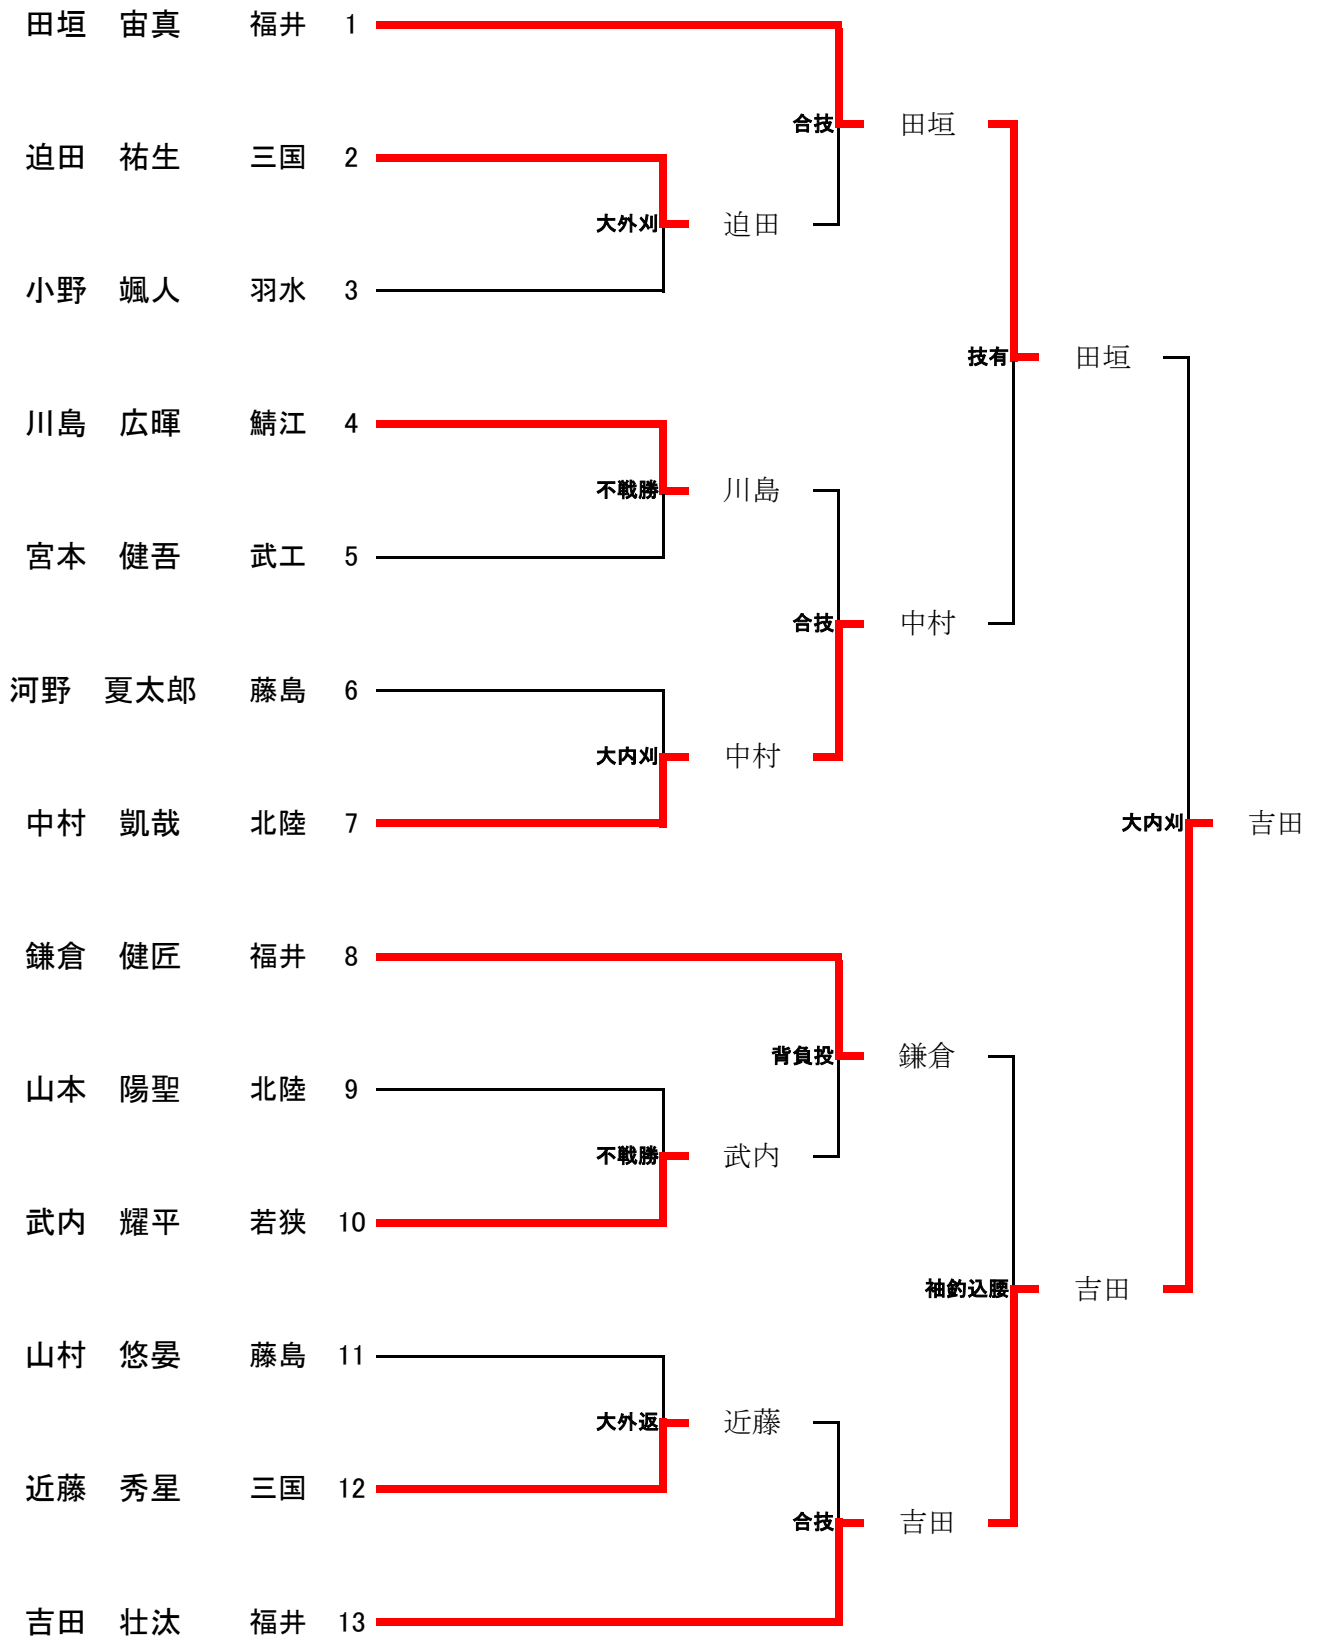 田垣　宙真　福井　1
合技　田垣
迫田　祐生　三国　2
大外刈　迫田
小野　颯人　羽水　3
技有　田垣
川島　広暉　鯖江　4
不戦勝　川島
宮本　健吾　武工　5
合技　中村
河野　夏太郎　藤島　6
大内刈　中村
中村　凱哉　北陸　7
大内刈　吉田
鎌倉　健匠　福井　8
背負投　鎌倉
山本　陽聖　北陸　9
不戦勝　武内
武内　耀平　若狭　10
袖釣込腰　吉田
山村　悠晏　藤島　11
大外返　近藤
近藤　秀星　三国　12
合技　吉田
吉田　壮汰　福井　13